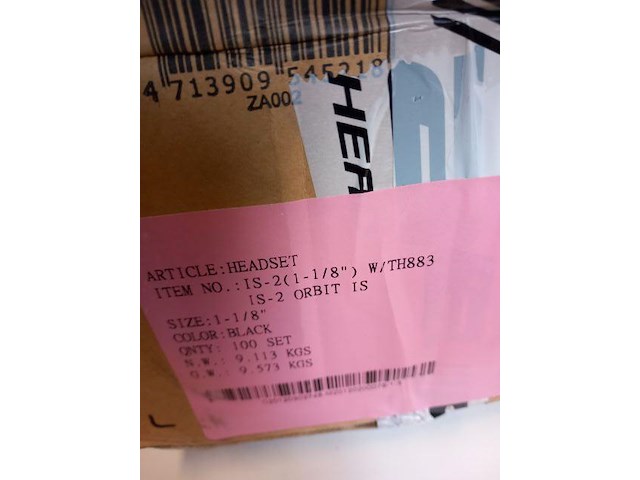 4 713909 545218
ZA002
HEA
ARTICLE:HEADSET
ITEM NO.:IS-2(1-1/8") W/TH883
IS-2 ORBIT IS
SIZE:1-1/8"
COLOR:BLACK
QNTY: 100 SET
N.W.: 9.113 KGS
G.W.: 9.573 KGS